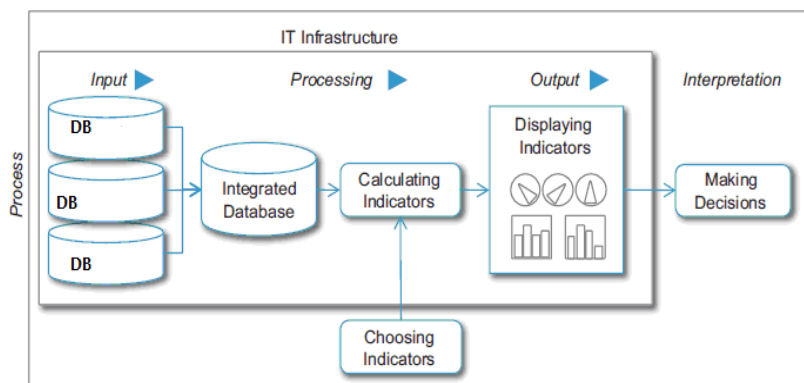 IT Infrastructure
Input
Processing
Output
Interpretation
Process
DB
DB
DB
Integrated
Database
Calculating
Indicators
Displaying
Indicators
Making
Decisions
Choosing
Indicators